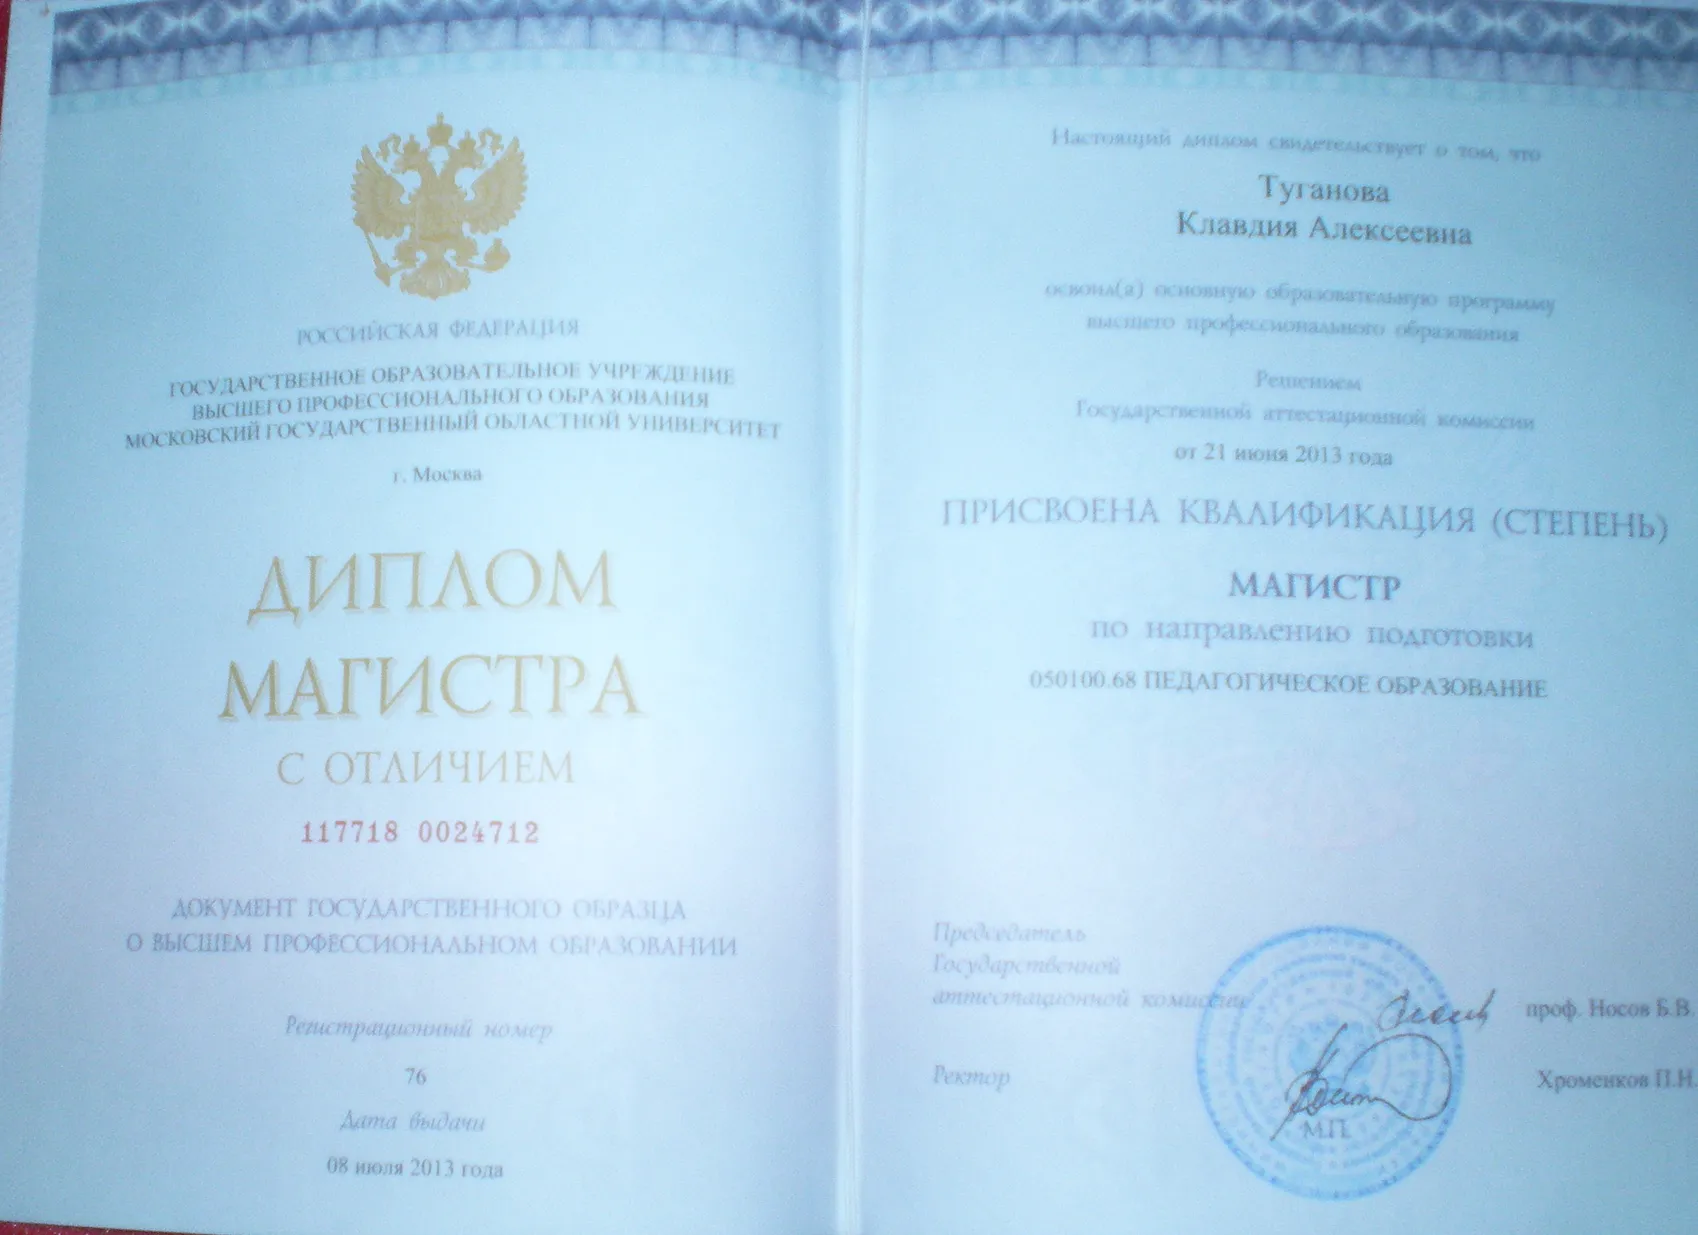 РОССИЙСКАЯ ФЕДЕРАЦИЯ
ГОСУДАРСТВЕННОЕ ОБРАЗОВАТЕЛЬНОЕ УЧРЕЖДЕНИЕ
ВЫСШЕГО ПРОФЕССИОНАЛЬНОГО ОБРАЗОВАНИЯ
МОСКОВСКИЙ ГОСУДАРСТВЕННЫЙ ОБЛАСТНОЙ УНИВЕРСИТЕТ
г. Москва
ДИПЛОМ
МАГИСТРА
С ОТЛИЧИЕМ
117718 0024712
ДОКУМЕНТ ГОСУДАРСТВЕННОГО ОБРАЗЦА
О ВЫСШЕМ ПРОФЕССИОНАЛЬНОМ ОБРАЗОВАНИИ
Регистрационный номер
76
Дата выдачи
08 июля 2013 года
Настоящий диплом свидетельствует о том, что
Туганова
Клавдия Алексеевна
освоил(а) основную образовательную программу
высшего профессионального образования
Решением
Государственной аттестационной комиссии
от 21 июня 2013 года
ПРИСВОЕНА КВАЛИФИКАЦИЯ (СТЕПЕНЬ)
МАГИСТР
по направлению подготовки
050100.68 ПЕДАГОГИЧЕСКОЕ ОБРАЗОВАНИЕ
Председатель
Государственной
аттестационной комиссии
проф. Носов Б.В.
Ректор
Хроменков П.Н.
М.П.